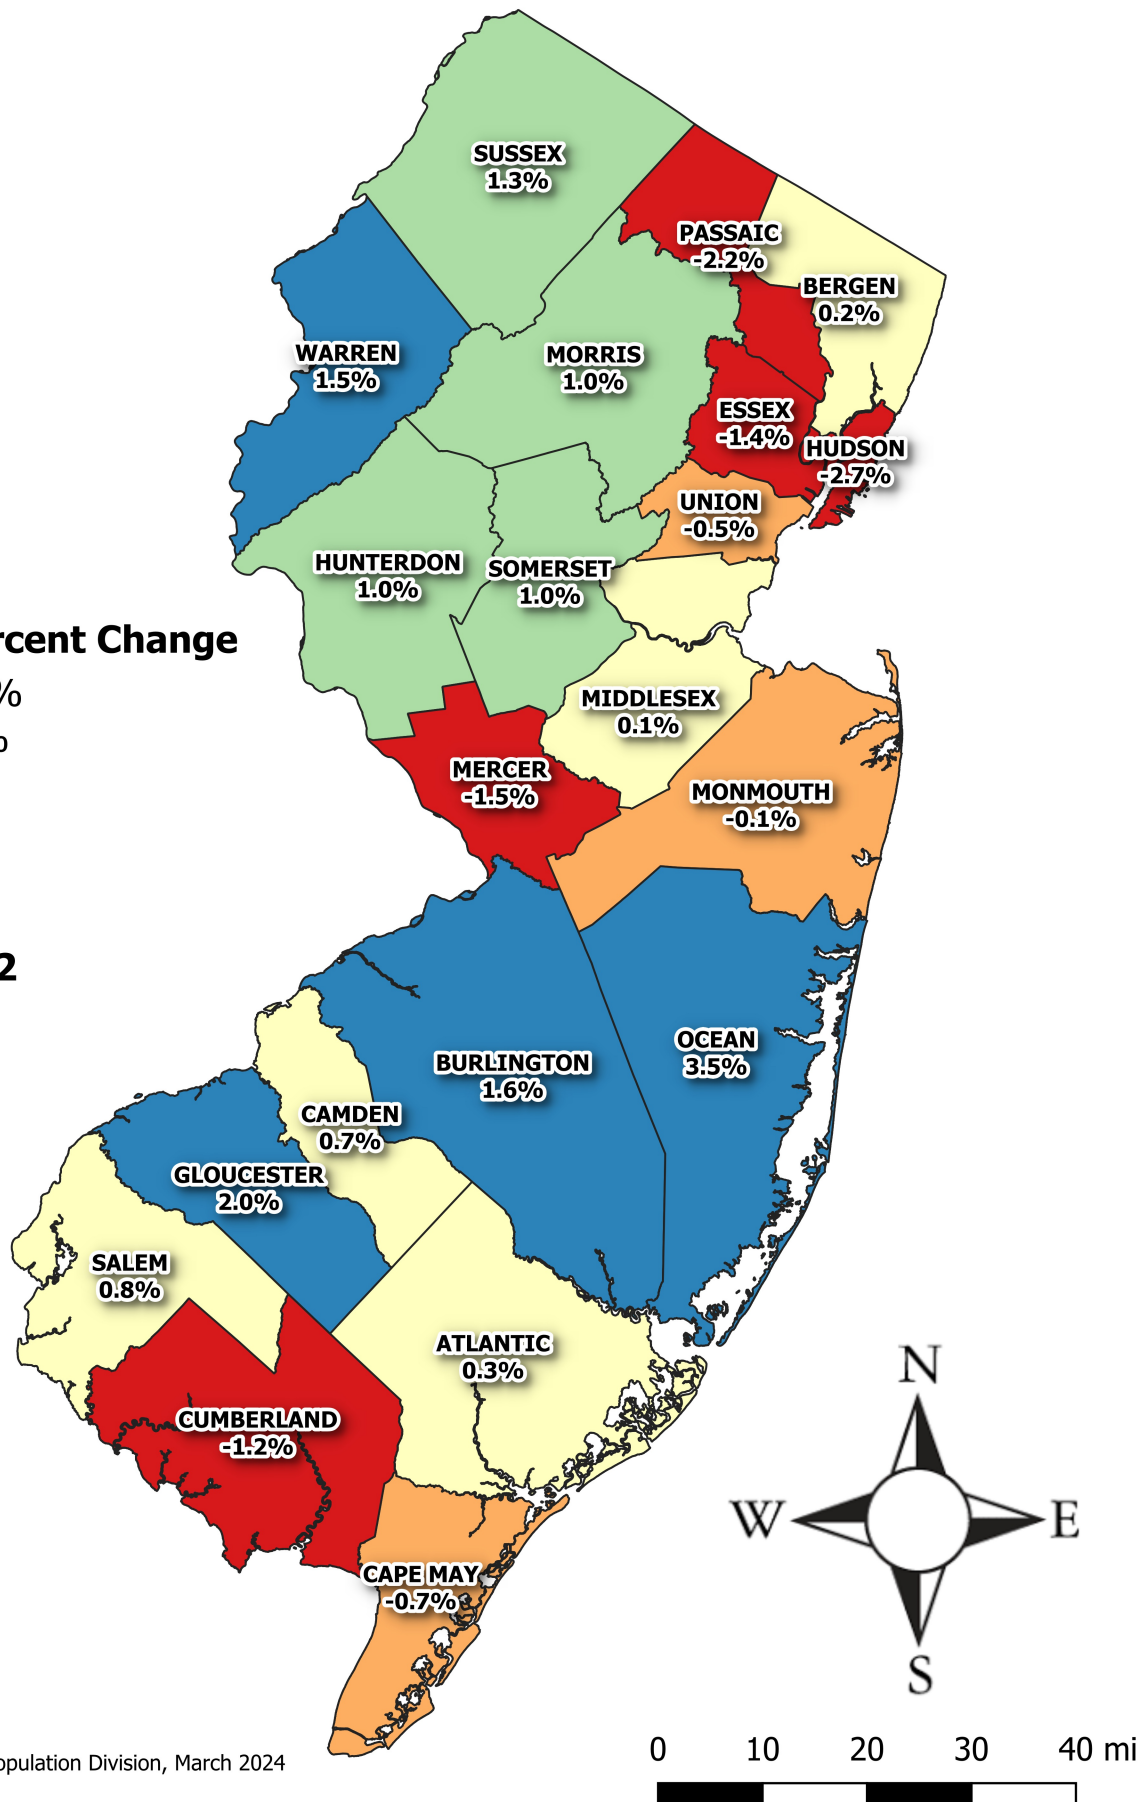 SUSSEX
1.3%
PASSAIC
-2.2%
BERGEN
0.2%
WARREN
1.5%
MORRIS
1.0%
ESSEX
-1.4%
HUDSON
-2.7%
UNION
-0.5%
HUNTERDON
1.0%
SOMERSET
1.0%
rcent Change
%
%
MIDDLESEX
0.1%
MERCER
-1.5%
MONMOUTH
-0.1%
2
OCEAN
3.5%
BURLINGTON
1.6%
CAMDEN
0.7%
GLOUCESTER
2.0%
SALEM
0.8%
ATLANTIC
0.3%
CUMBERLAND
-1.2%
CAPE MAY
-0.7%
N
W E
S
opulation Division, March 2024
0 10 20 30 40 mi